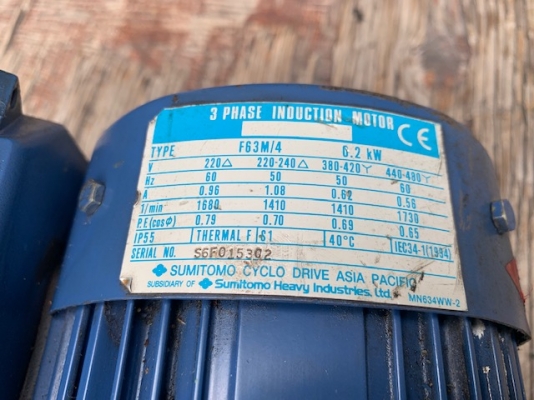 3 PHASE INDUCTION MOTOR CE
TYPE F63M/4 0.2 kW
V 220△ 220-240△ 380-420Y 440-480Y
Hz 60 50 50 60
A 0.96 1.08 0.62 0.56
1/min 1680 1410 1410 1730
P.F.(cosΦ) 0.79 0.70 0.69 0.65
IP55 THERMAL F 61 40°C IEC34-1(1994)
SERIAL NO. S6F015302
SUMITOMO CYCLO DRIVE ASIA PACIFIC
SUBSIDIARY OF Sumitomo Heavy Industries, Ltd.
MN634WW-2